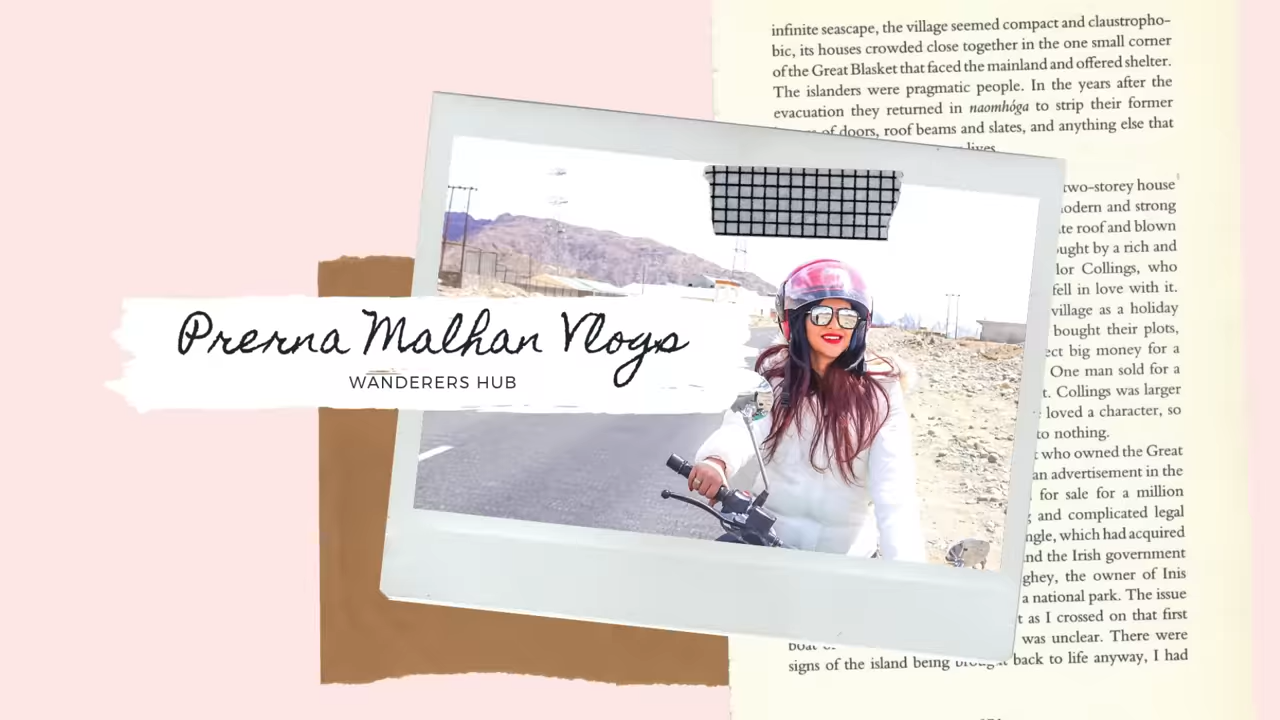 Prerna Malhan Vlogs
WANDERERS HUB
infinite seascape, the village seemed compact and claustropho-
bic, its houses crowded close together in the one small corner
of the Great Blasket that faced the mainland and offered shelter.
The islanders were pragmatic people. In the years after the
evacuation they returned in naomhóga to strip their former
of doors, roof beams and slates, and anything else that
lives.
two-storey house
modern and strong
roof and blown
bought by a rich and
Collings, who
fell in love with it.
village as a holiday
bought their plots,
big money for a
One man sold for a
Collings was larger
loved a character, so
to nothing.
who owned the Great
an advertisement in the
for sale for a million
and complicated legal
which had acquired
and the Irish government
the owner of Inis
a national park. The issue
as I crossed on that first
boat was unclear. There were
signs of the island being brought back to life anyway, I had